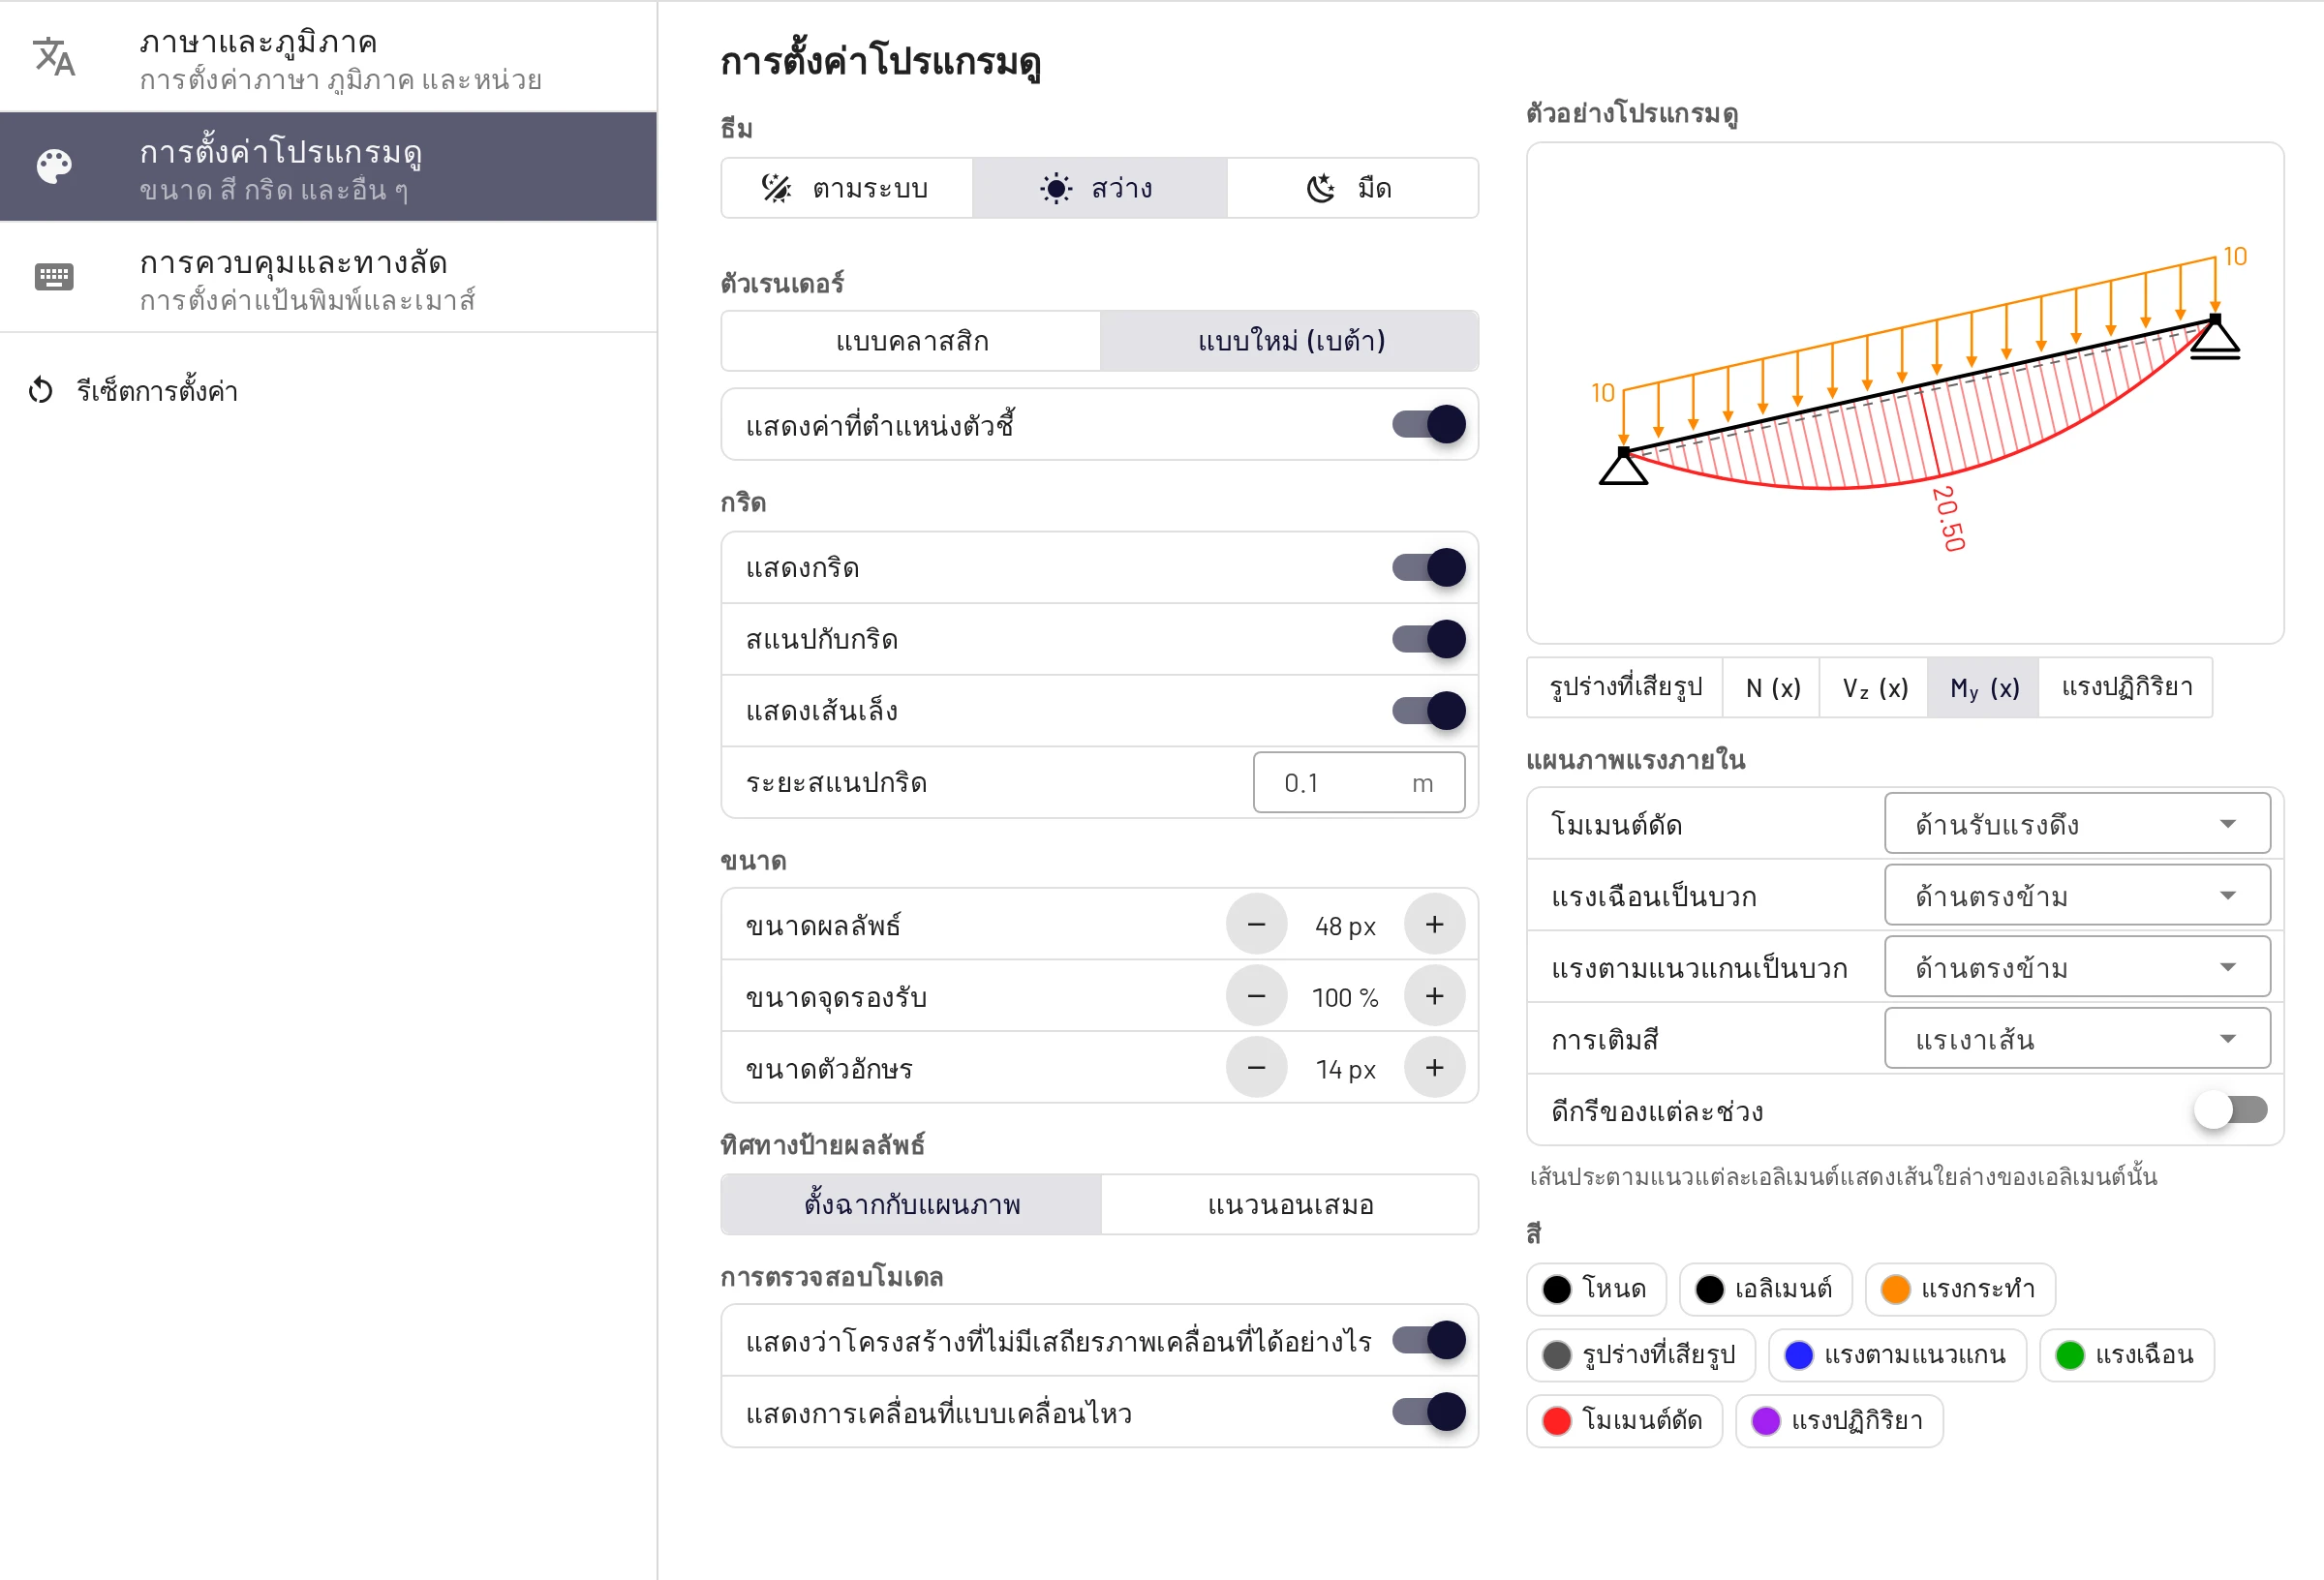 ภาษาและภูมิภาค
การตั้งค่าภาษา ภูมิภาค และหน่วย
การตั้งค่าโปรแกรมดู
ขนาด สี กริด และอื่น ๆ
การควบคุมและทางลัด
การตั้งค่าแป้นพิมพ์และเมาส์
รีเซ็ตการตั้งค่า
การตั้งค่าโปรแกรมดู
ธีม
ตามระบบ
สว่าง
มืด
ตัวเรนเดอร์
แบบคลาสสิก
แบบใหม่ (เบต้า)
แสดงค่าที่ตำแหน่งตัวชี้
กริด
แสดงกริด
สแนปกับกริด
แสดงเส้นเล็ง
ระยะสแนปกริด
0.1 m
ขนาด
ขนาดผลลัพธ์
− 48 px +
ขนาดจุดรองรับ
− 100 % +
ขนาดตัวอักษร
− 14 px +
ทิศทางป้ายผลลัพธ์
ตั้งฉากกับแผนภาพ
แนวนอนเสมอ
การตรวจสอบโมเดล
แสดงว่าโครงสร้างที่ไม่มีเสถียรภาพเคลื่อนที่ได้อย่างไร
แสดงการเคลื่อนที่แบบเคลื่อนไหว
ตัวอย่างโปรแกรมดู
10
10
20.50
รูปร่างที่เสียรูป
N (x)
Vz (x)
My (x)
แรงปฏิกิริยา
แผนภาพแรงภายใน
โมเมนต์ดัด
ด้านรับแรงดึง
แรงเฉือนเป็นบวก
ด้านตรงข้าม
แรงตามแนวแกนเป็นบวก
ด้านตรงข้าม
การเติมสี
แรเงาเส้น
ดีกรีของแต่ละช่วง
เส้นประตามแนวแต่ละเอลิเมนต์แสดงเส้นใยล่างของเอลิเมนต์นั้น
สี
โหนด
เอลิเมนต์
แรงกระทำ
รูปร่างที่เสียรูป
แรงตามแนวแกน
แรงเฉือน
โมเมนต์ดัด
แรงปฏิกิริยา